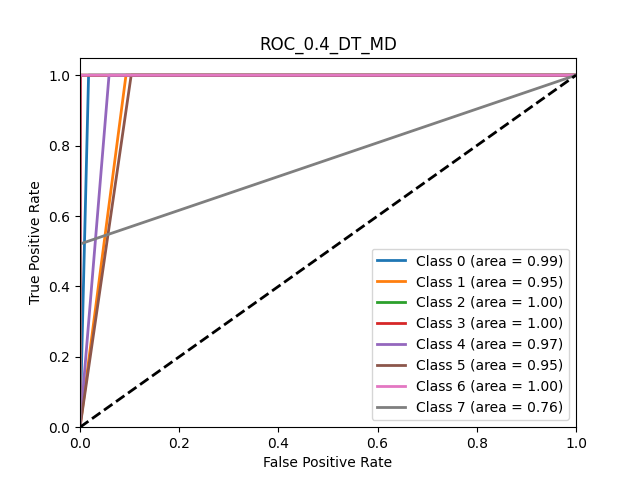 ROC_0.4_DT_MD
1.0
0.8
0.6
0.4
0.2
0.0
True Positive Rate
0.0 0.2 0.4 0.6 0.8 1.0
False Positive Rate
Class 0 (area = 0.99)
Class 1 (area = 0.95)
Class 2 (area = 1.00)
Class 3 (area = 1.00)
Class 4 (area = 0.97)
Class 5 (area = 0.95)
Class 6 (area = 1.00)
Class 7 (area = 0.76)